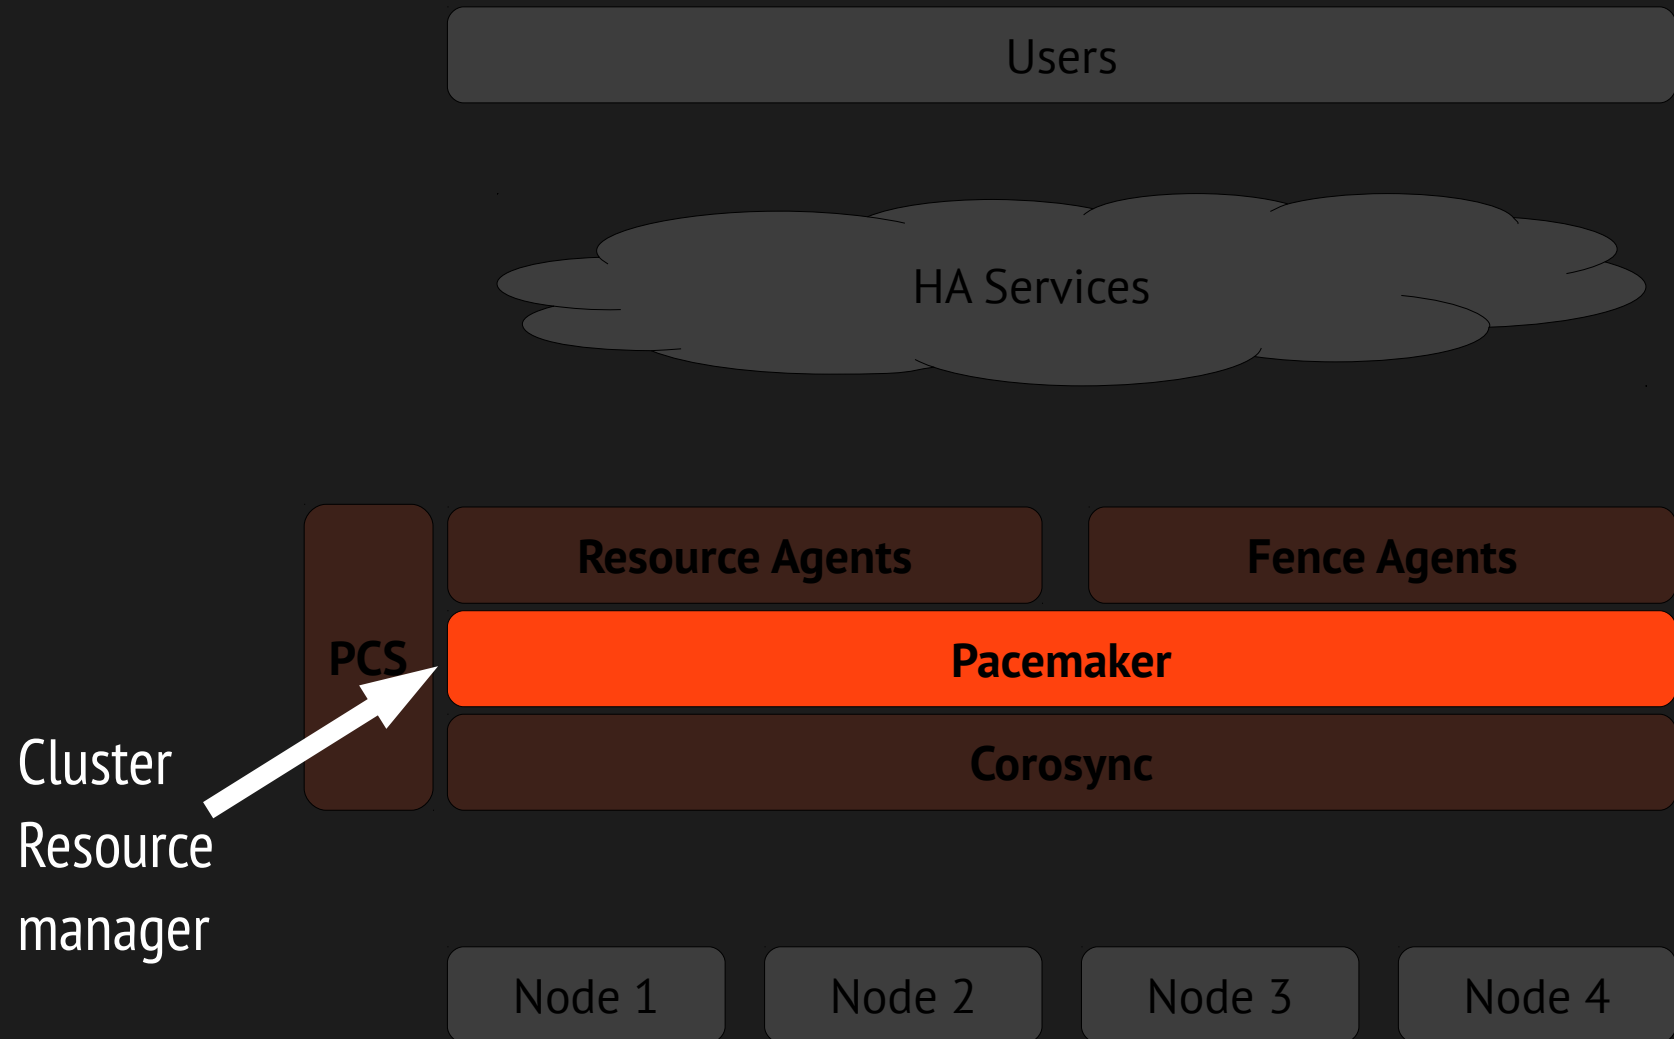 Users
HA Services
Resource Agents
Fence Agents
PCS
Pacemaker
Corosync
Cluster
Resource
manager
Node 1
Node 2
Node 3
Node 4